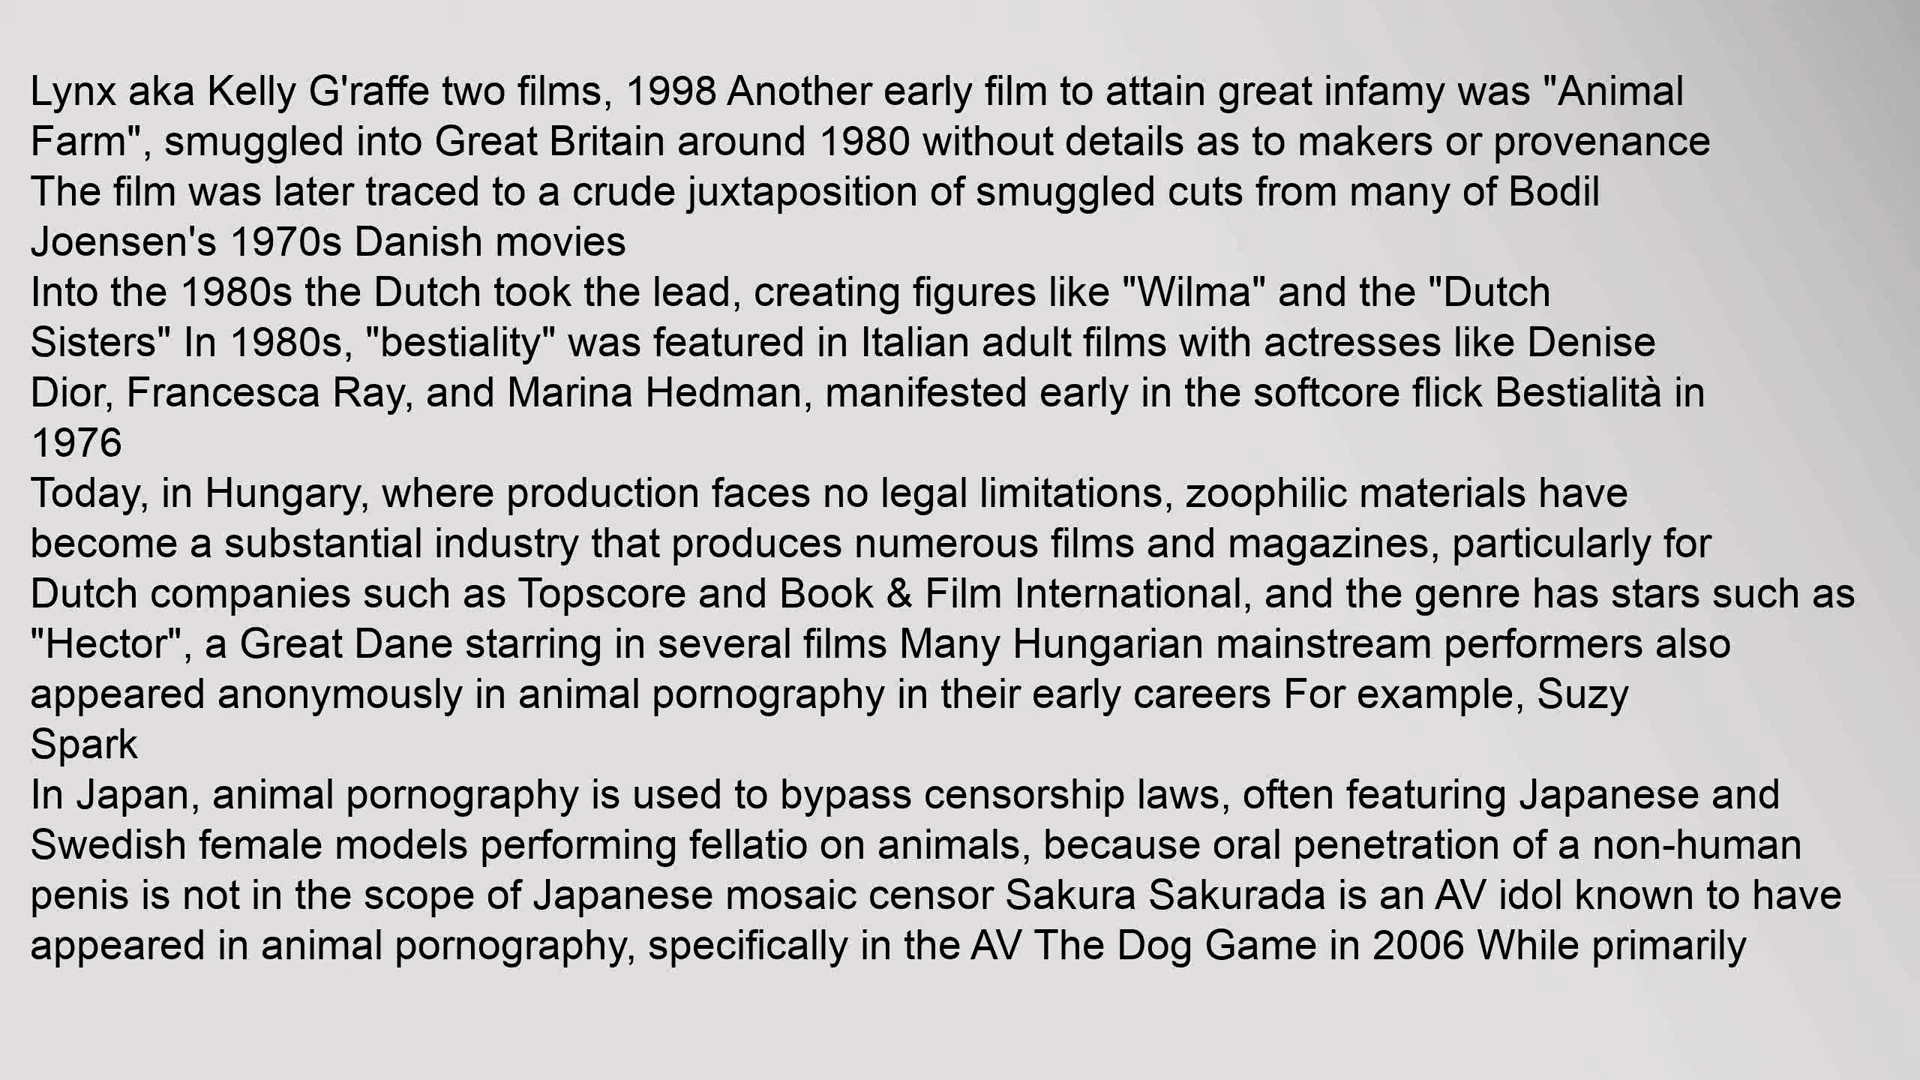 Lynx aka Kelly G'raffe two films, 1998 Another early film to attain great infamy was "Animal
Farm", smuggled into Great Britain around 1980 without details as to makers or provenance
The film was later traced to a crude juxtaposition of smuggled cuts from many of Bodil
Joensen's 1970s Danish movies
Into the 1980s the Dutch took the lead, creating figures like "Wilma" and the "Dutch
Sisters" In 1980s, "bestiality" was featured in Italian adult films with actresses like Denise
Dior, Francesca Ray, and Marina Hedman, manifested early in the softcore flick Bestialità in
1976
Today, in Hungary, where production faces no legal limitations, zoophilic materials have
become a substantial industry that produces numerous films and magazines, particularly for
Dutch companies such as Topscore and Book & Film International, and the genre has stars such as
"Hector", a Great Dane starring in several films Many Hungarian mainstream performers also
appeared anonymously in animal pornography in their early careers For example, Suzy
Spark
In Japan, animal pornography is used to bypass censorship laws, often featuring Japanese and
Swedish female models performing fellatio on animals, because oral penetration of a non-human
penis is not in the scope of Japanese mosaic censor Sakura Sakurada is an AV idol known to have
appeared in animal pornography, specifically in the AV The Dog Game in 2006 While primarily